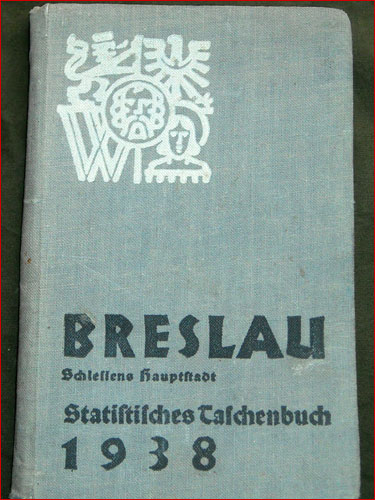 W
BRESLAU
Schlesiens Hauptstadt
Statistisches Taschenbuch
1938